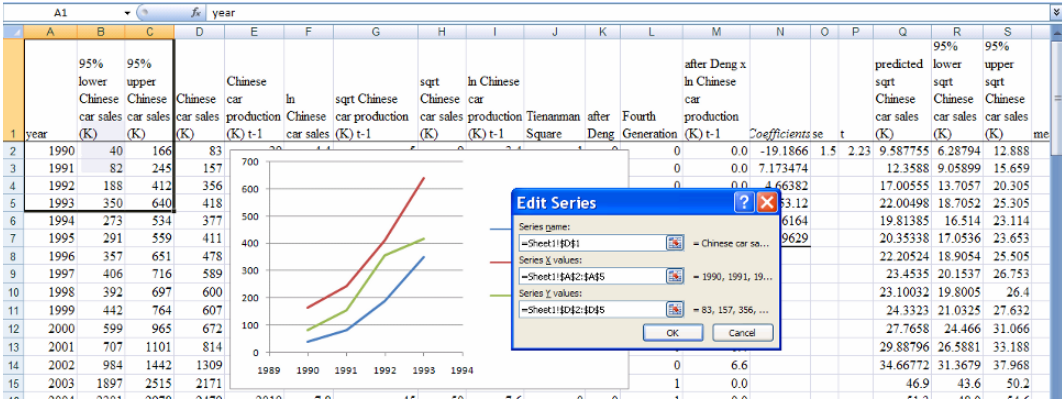 A1 fx year
A B C D E F G H I J K L M N O P Q R S
1 year 95% lower Chinese car sales (K) 95% upper Chinese car sales (K) Chinese car sales (K) Chinese car production (K) t-1 ln Chinese car sales (K) sqrt Chinese car production (K) t-1 sqrt Chinese car sales (K) ln Chinese car production (K) t-1 Tienanman Square after Deng Fourth Generation after Deng x ln Chinese car production (K) t-1 Coefficients se t predicted sqrt Chinese car sales (K) 95% lower sqrt Chinese car sales (K) 95% upper sqrt Chinese car sales (K) me
2 1990 40 166 83 0 0.0 -19.1866 1.5 2.23 9.587755 6.28794 12.888
3 1991 82 245 157 0 0.0 7.173474 12.3588 9.05899 15.659
4 1992 188 412 356 0 0.0 4.66382 17.00555 13.7057 20.305
5 1993 350 640 418 53.12 22.00498 18.7052 25.305
6 1994 273 534 377 6164 19.81385 16.514 23.114
7 1995 291 559 411 9629 20.35338 17.0536 23.653
8 1996 357 651 478 22.20524 18.9054 25.505
9 1997 406 716 589 23.4535 20.1537 26.753
10 1998 392 697 600 23.10032 19.8005 26.4
11 1999 442 764 607 24.3323 21.0325 27.632
12 2000 599 965 672 27.7658 24.466 31.066
13 2001 707 1101 814 29.88796 26.5881 33.188
14 2002 984 1442 1309 0 6.6 34.66772 31.3679 37.968
15 2003 1897 2515 2171 1 0.0 46.9 43.6 50.2
700
600
500
400
300
200
100
0
1989 1990 1991 1992 1993 1994
Edit Series
Series name:
=Sheet1!$D$1 = Chinese car sa...
Series X values:
=Sheet1!$A$2:$A$5 = 1990, 1991, 19...
Series Y values:
=Sheet1!$D$2:$D$5 = 83, 157, 356, ...
OK Cancel